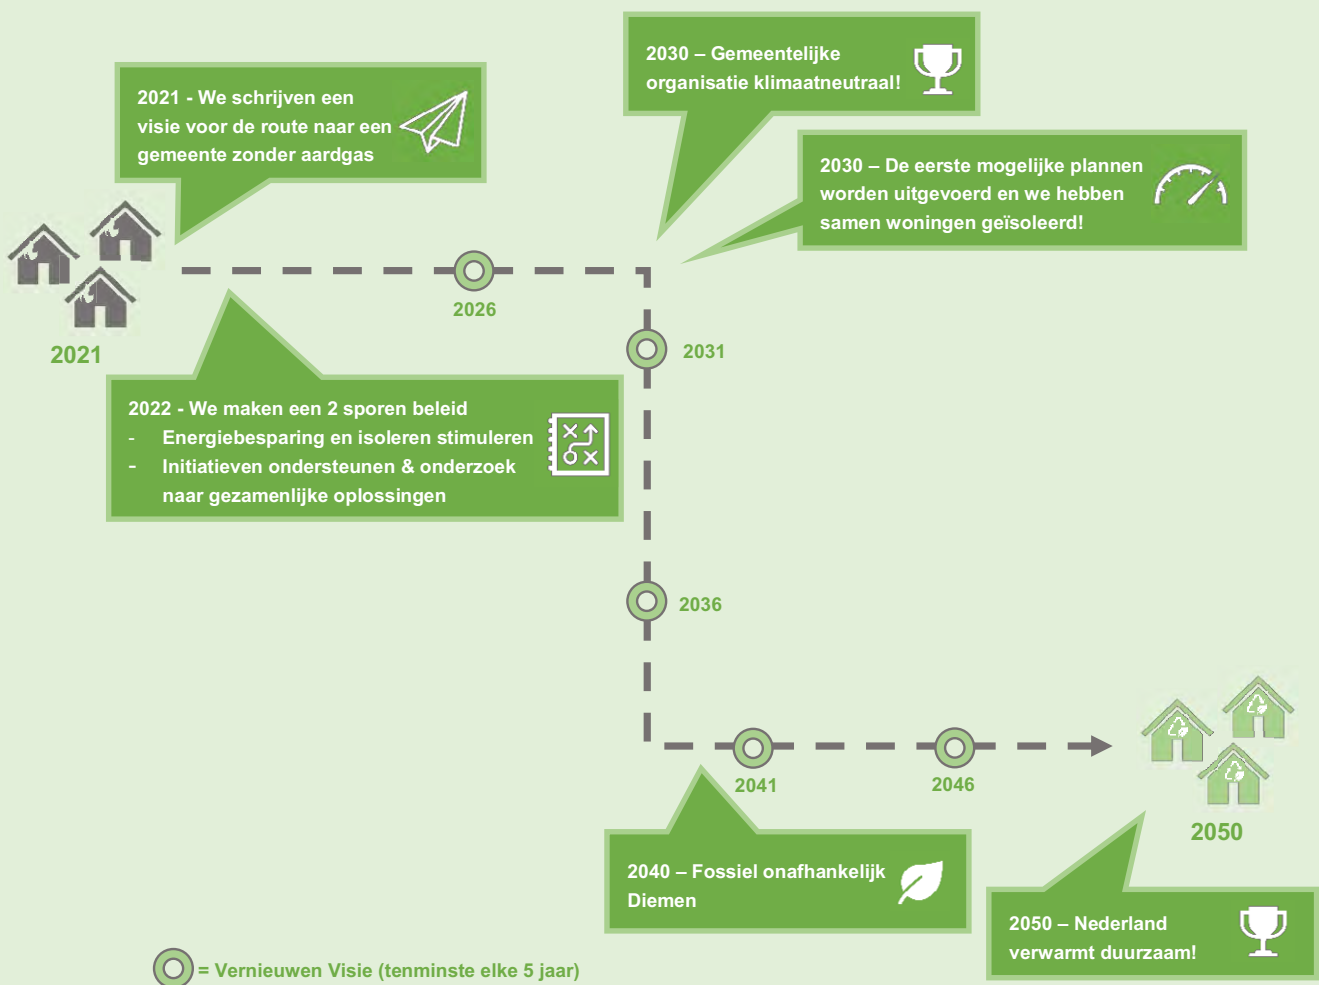 2030 – Gemeentelijke
organisatie klimaatneutraal!
2021 - We schrijven een
visie voor de route naar een
gemeente zonder aardgas
2030 – De eerste mogelijke plannen
worden uitgevoerd en we hebben
samen woningen geïsoleerd!
2026
2021
2031
2022 - We maken een 2 sporen beleid
- Energiebesparing en isoleren stimuleren
- Initiatieven ondersteunen & onderzoek
naar gezamenlijke oplossingen
2036
2041
2046
2050
2040 – Fossiel onafhankelijk
Diemen
2050 – Nederland
verwarmt duurzaam!
= Vernieuwen Visie (tenminste elke 5 jaar)